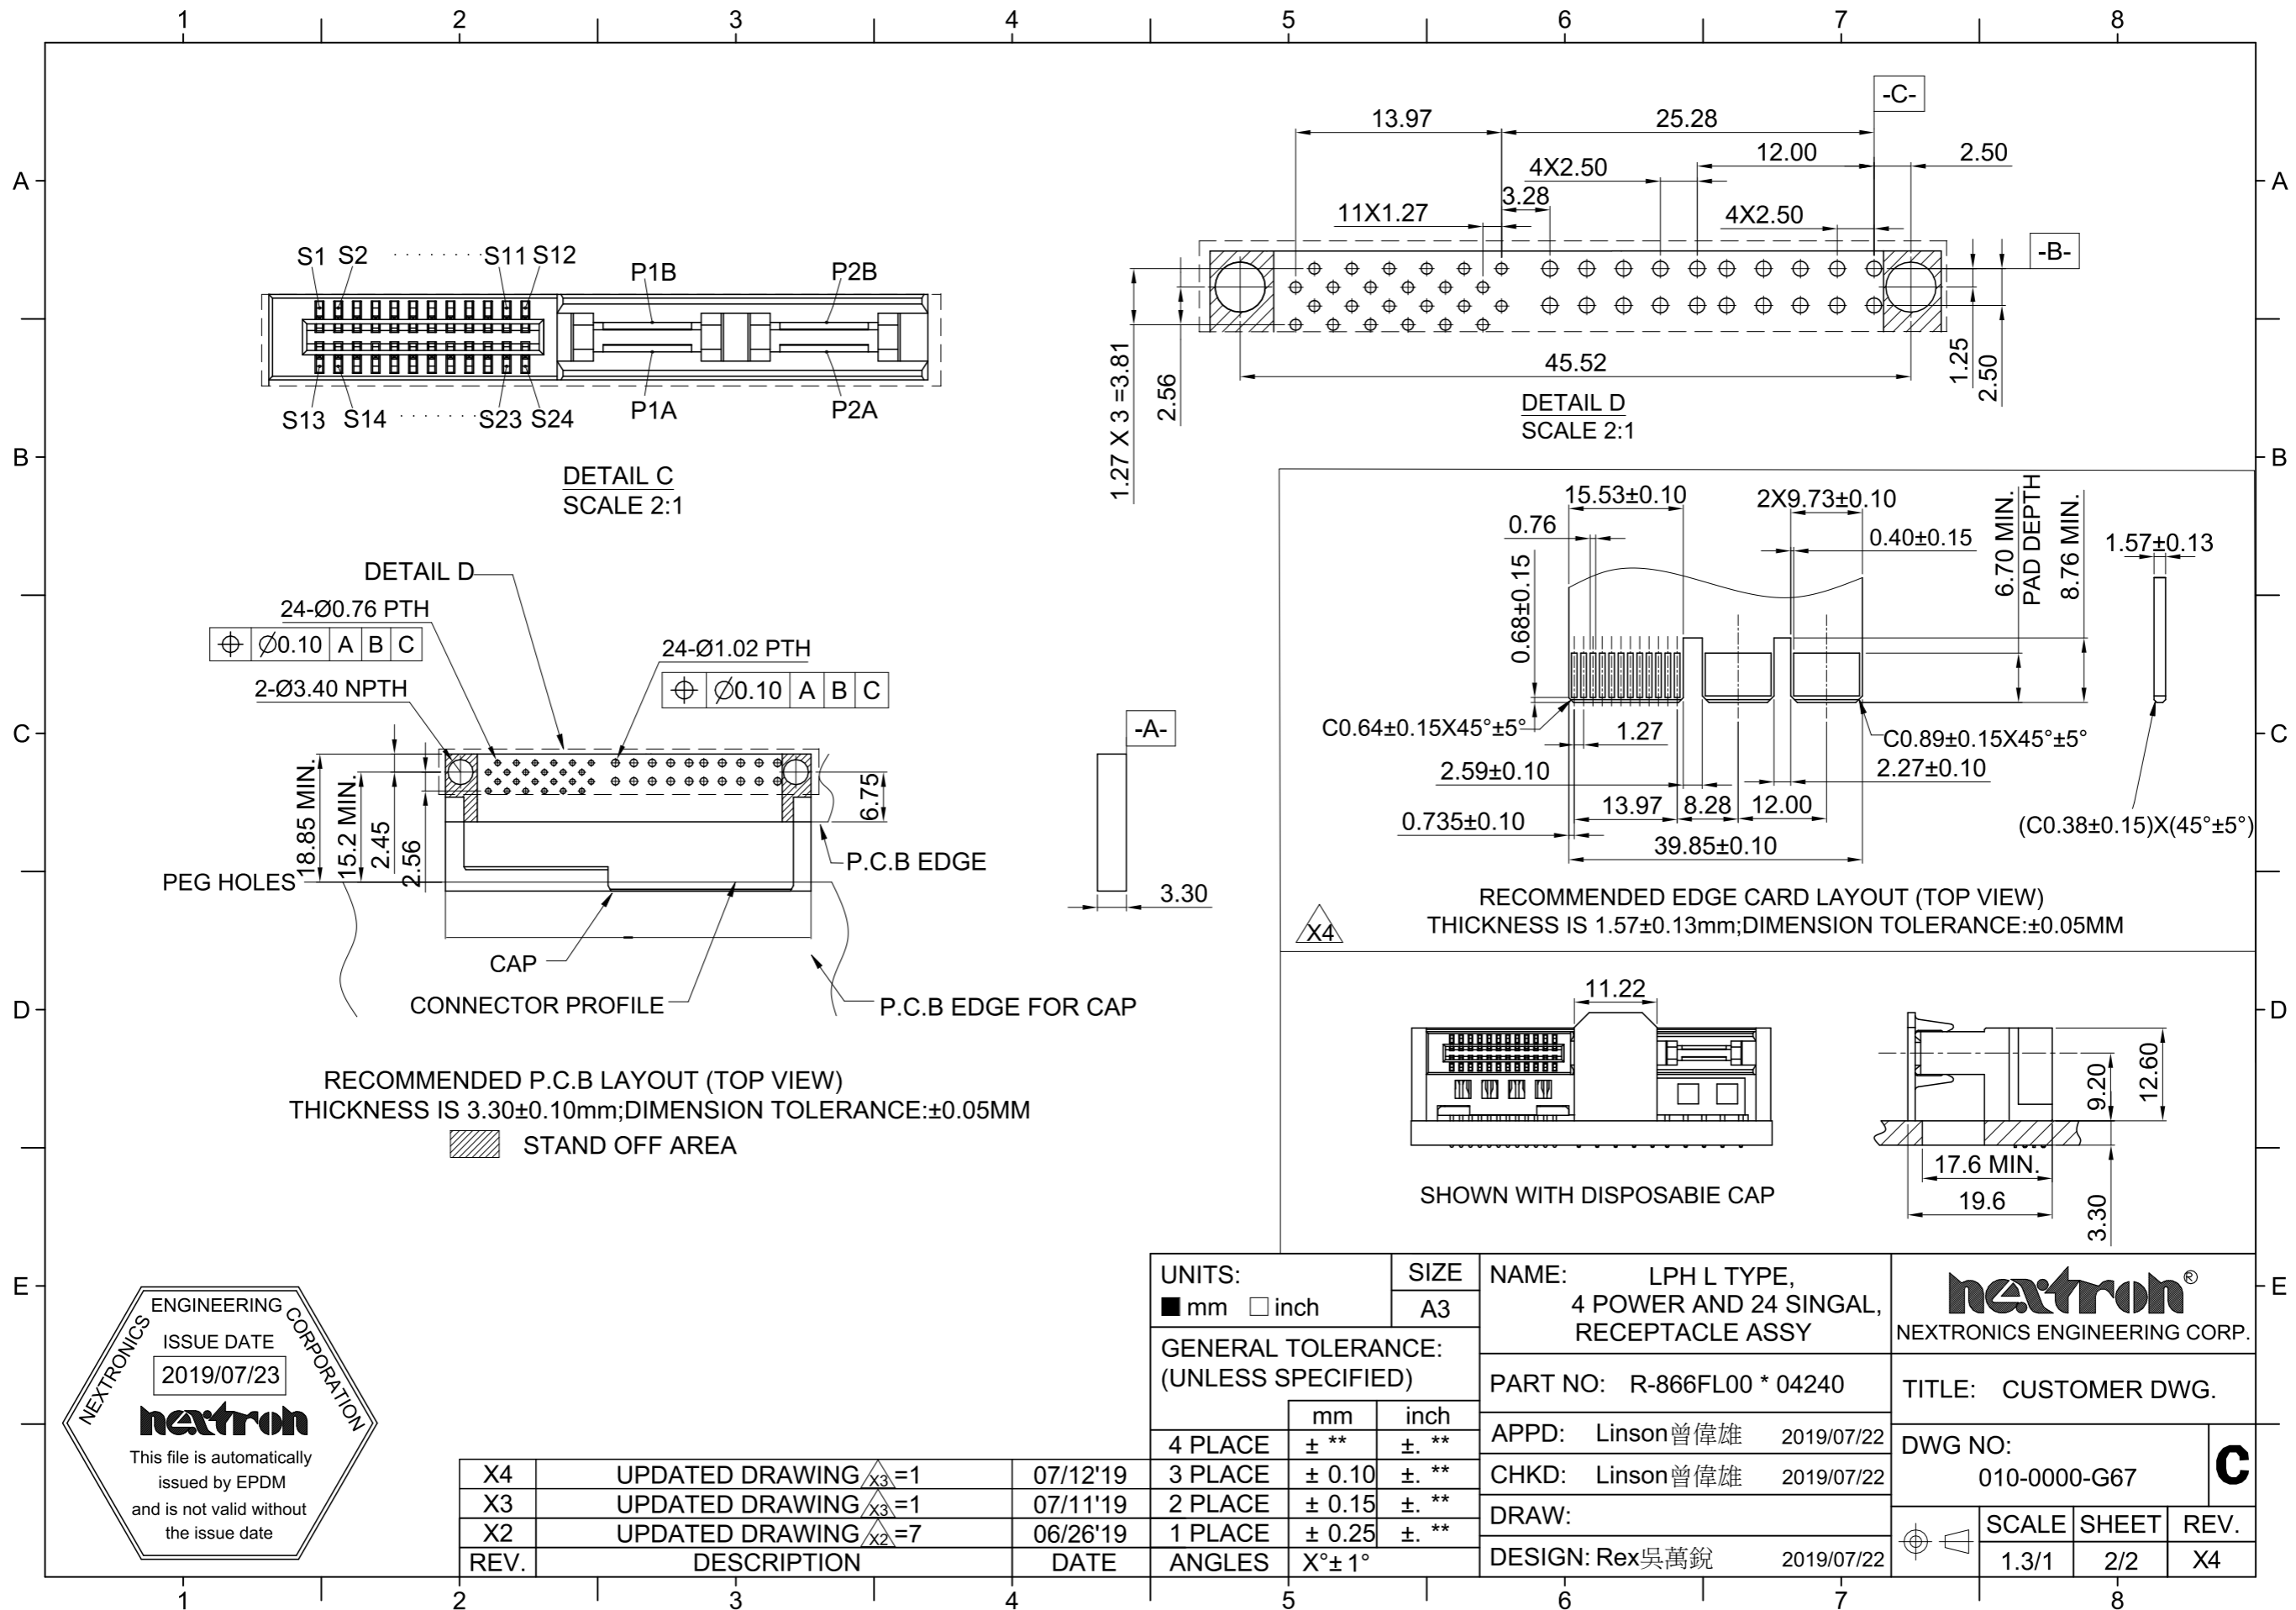 1 2 3 4 5 6 7 8
A
B
C
D
E
A
B
C
D
E
S1 S2 . . . . . . . . S11 S12
P1B P2B
S13 S14 . . . . . . . S23 S24
P1A P2A
DETAIL C
SCALE 2:1
-C-
13.97 25.28
12.00 2.50
4X2.50
3.28
11X1.27 4X2.50
-B-
1.27 X 3 =3.81
2.56
45.52
1.25
2.50
DETAIL D
SCALE 2:1
DETAIL D
24-Ø0.76 PTH
Ø0.10 A B C
2-Ø3.40 NPTH
24-Ø1.02 PTH
Ø0.10 A B C
18.85 MIN.
15.2 MIN.
2.45
2.56
6.75
PEG HOLES
P.C.B EDGE
CAP
CONNECTOR PROFILE
P.C.B EDGE FOR CAP
-A-
3.30
RECOMMENDED P.C.B LAYOUT (TOP VIEW)
THICKNESS IS 3.30±0.10mm;DIMENSION TOLERANCE:±0.05MM
STAND OFF AREA
15.53±0.10 2X9.73±0.10
0.76 0.40±0.15
0.68±0.15
6.70 MIN.
PAD DEPTH
8.76 MIN.
1.57±0.13
C0.64±0.15X45°±5° 1.27 C0.89±0.15X45°±5°
2.59±0.10 2.27±0.10
13.97 8.28 12.00
0.735±0.10
39.85±0.10
(C0.38±0.15)X(45°±5°)
RECOMMENDED EDGE CARD LAYOUT (TOP VIEW)
THICKNESS IS 1.57±0.13mm;DIMENSION TOLERANCE:±0.05MM
X4
11.22
9.20
12.60
17.6 MIN.
19.6
3.30
SHOWN WITH DISPOSABIE CAP
NEXTRONICS ENGINEERING CORPORATION
ISSUE DATE
2019/07/23
nextron
This file is automatically
issued by EPDM
and is not valid without
the issue date
X4 UPDATED DRAWING X3 =1 07/12'19
X3 UPDATED DRAWING X3 =1 07/11'19
X2 UPDATED DRAWING X2 =7 06/26'19
REV. DESCRIPTION DATE
UNITS:
mm inch
SIZE
A3
GENERAL TOLERANCE:
(UNLESS SPECIFIED)
mm inch
4 PLACE ± ** ±. **
3 PLACE ± 0.10 ±. **
2 PLACE ± 0.15 ±. **
1 PLACE ± 0.25 ±. **
ANGLES X°± 1°
NAME: LPH L TYPE,
4 POWER AND 24 SINGAL,
RECEPTACLE ASSY
PART NO: R-866FL00 * 04240
APPD: Linson曾偉雄 2019/07/22
CHKD: Linson曾偉雄 2019/07/22
DRAW:
DESIGN: Rex吳萬銳 2019/07/22
nextron®
NEXTRONICS ENGINEERING CORP.
TITLE: CUSTOMER DWG.
DWG NO:
010-0000-G67
C
SCALE SHEET REV.
1.3/1 2/2 X4
1 2 3 4 5 6 7 8